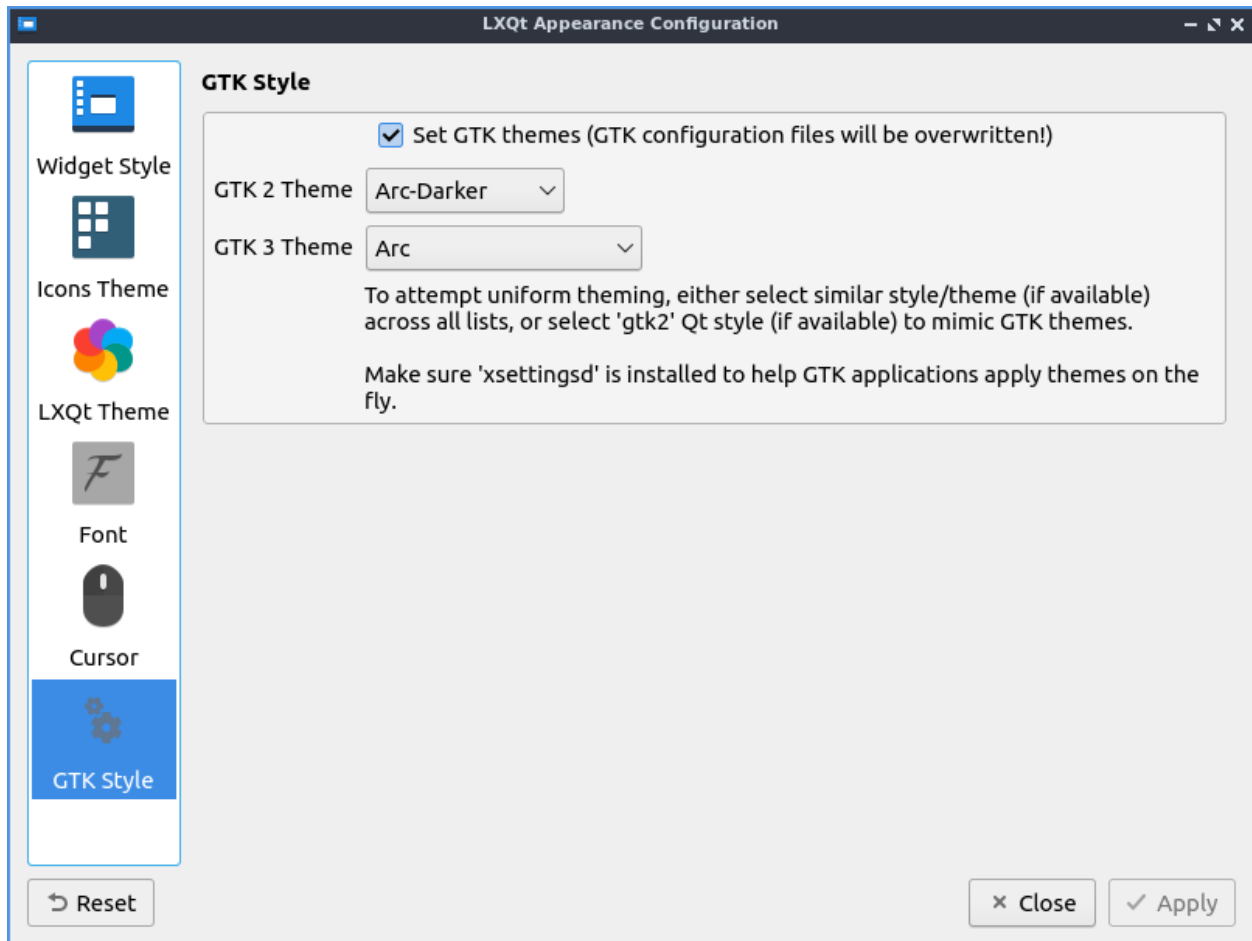 LXQt Appearance Configuration
Widget Style
Icons Theme
LXQt Theme
Font
Cursor
GTK Style
GTK Style
Set GTK themes (GTK configuration files will be overwritten!)
GTK 2 Theme Arc-Darker
GTK 3 Theme Arc
To attempt uniform theming, either select similar style/theme (if available)
across all lists, or select 'gtk2' Qt style (if available) to mimic GTK themes.
Make sure 'xsettingsd' is installed to help GTK applications apply themes on the
fly.
Reset
Close
Apply